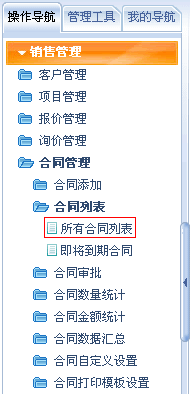 操作导航 管理工具 我的导航
销售管理
客户管理
项目管理
报价管理
询价管理
合同管理
合同添加
合同列表
所有合同列表
即将到期合同
合同审批
合同数量统计
合同金额统计
合同数据汇总
合同自定义设置
合同打印模板设置